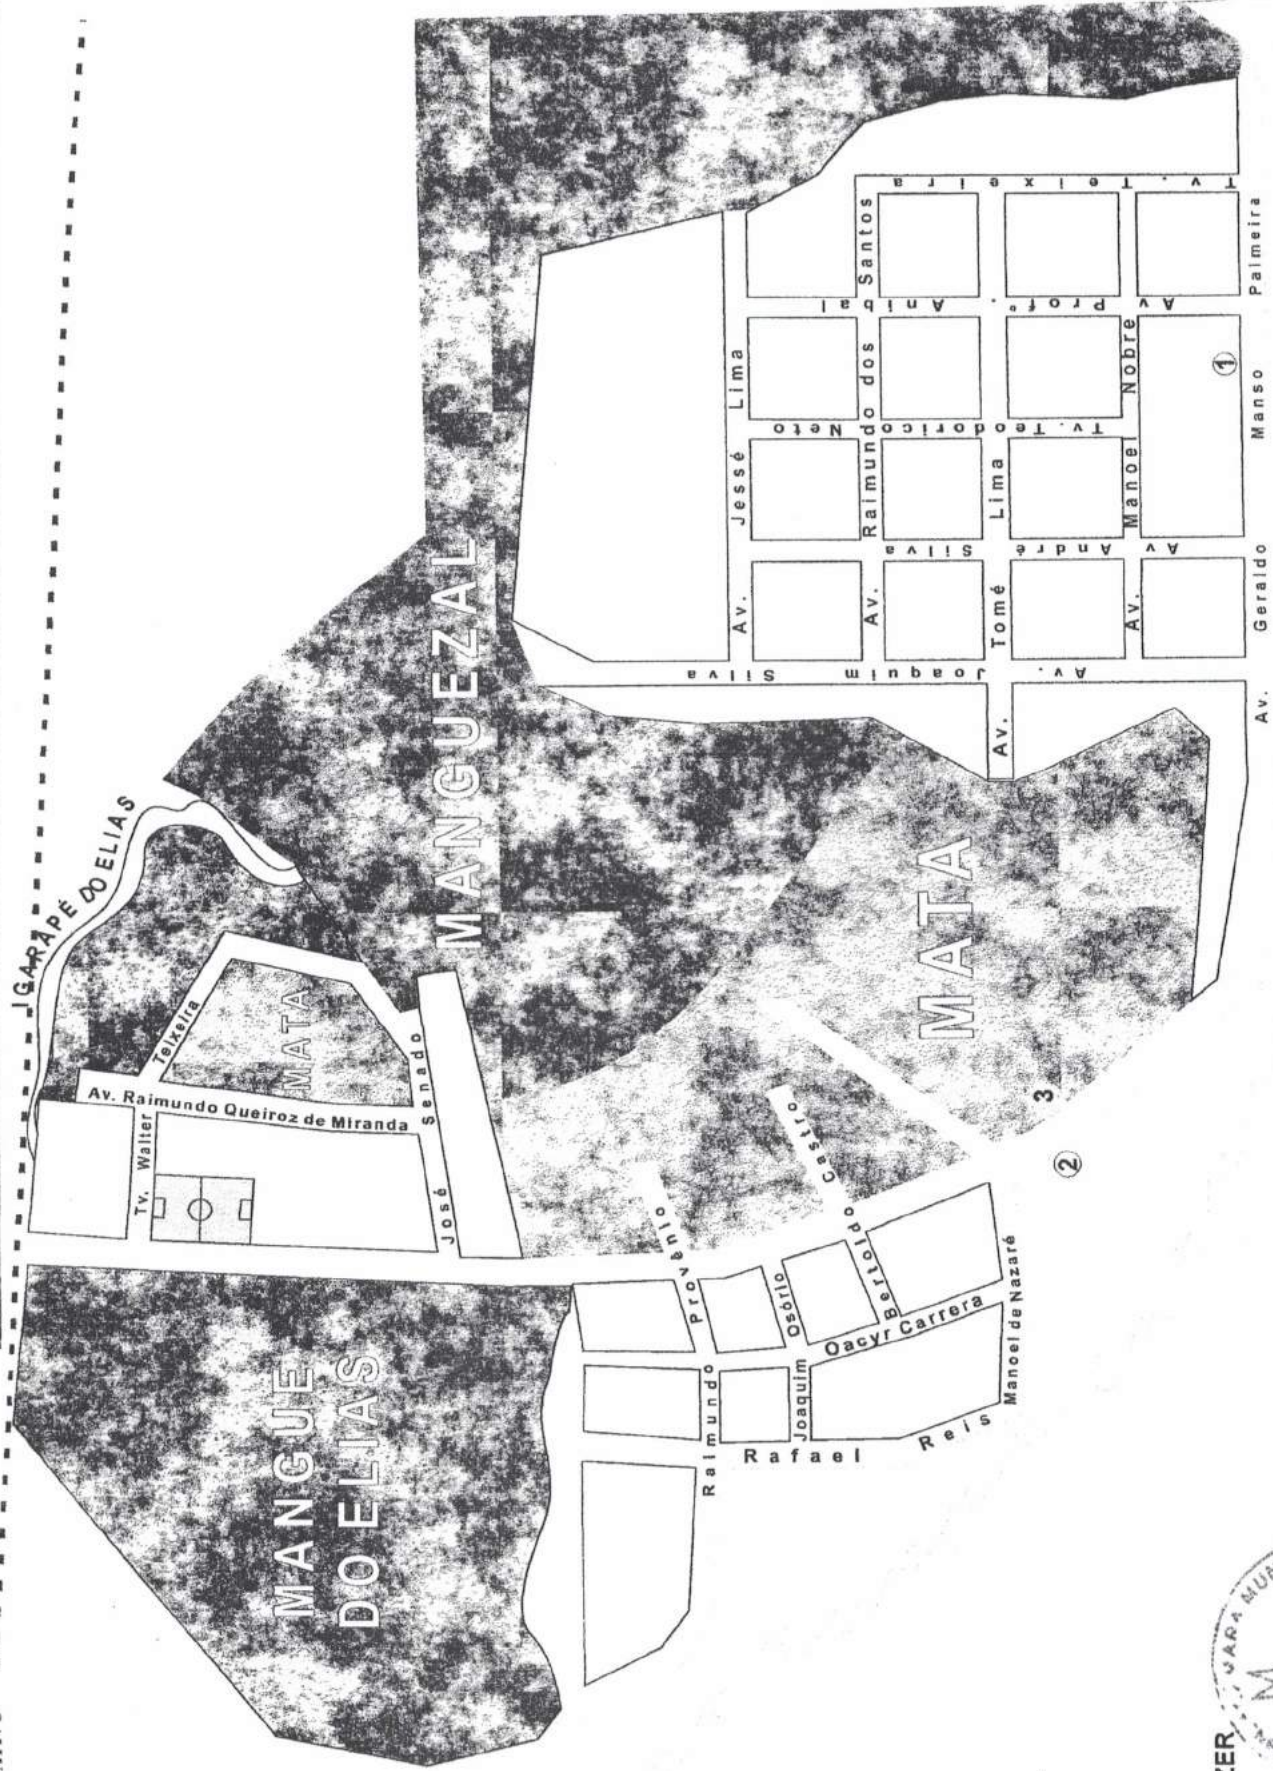 IGARAPÉ DO ELIAS
MANGUEZAL
MATA
MATA
MANGUE
DO ELIAS
Av. Raimundo Queiroz de Miranda
Tv. Walter Teixeira
José Senado
Av. Jessé Lima
Av. Raimundo dos Santos
Av. Tomé Lima
Av. Manoel Nobre
Av. Geraldo Manso Palmeira
Av. Joaquim Silva
Av André Silva
Tv. Teodorico Neto
Av Profº. Anibal
Tv. Teixeira
Raimundo Provênio
Joaquim Osório
Bertoldo Castro
Oacyr Carrera
Rafael Reis
Manoel de Nazaré
1
2
3